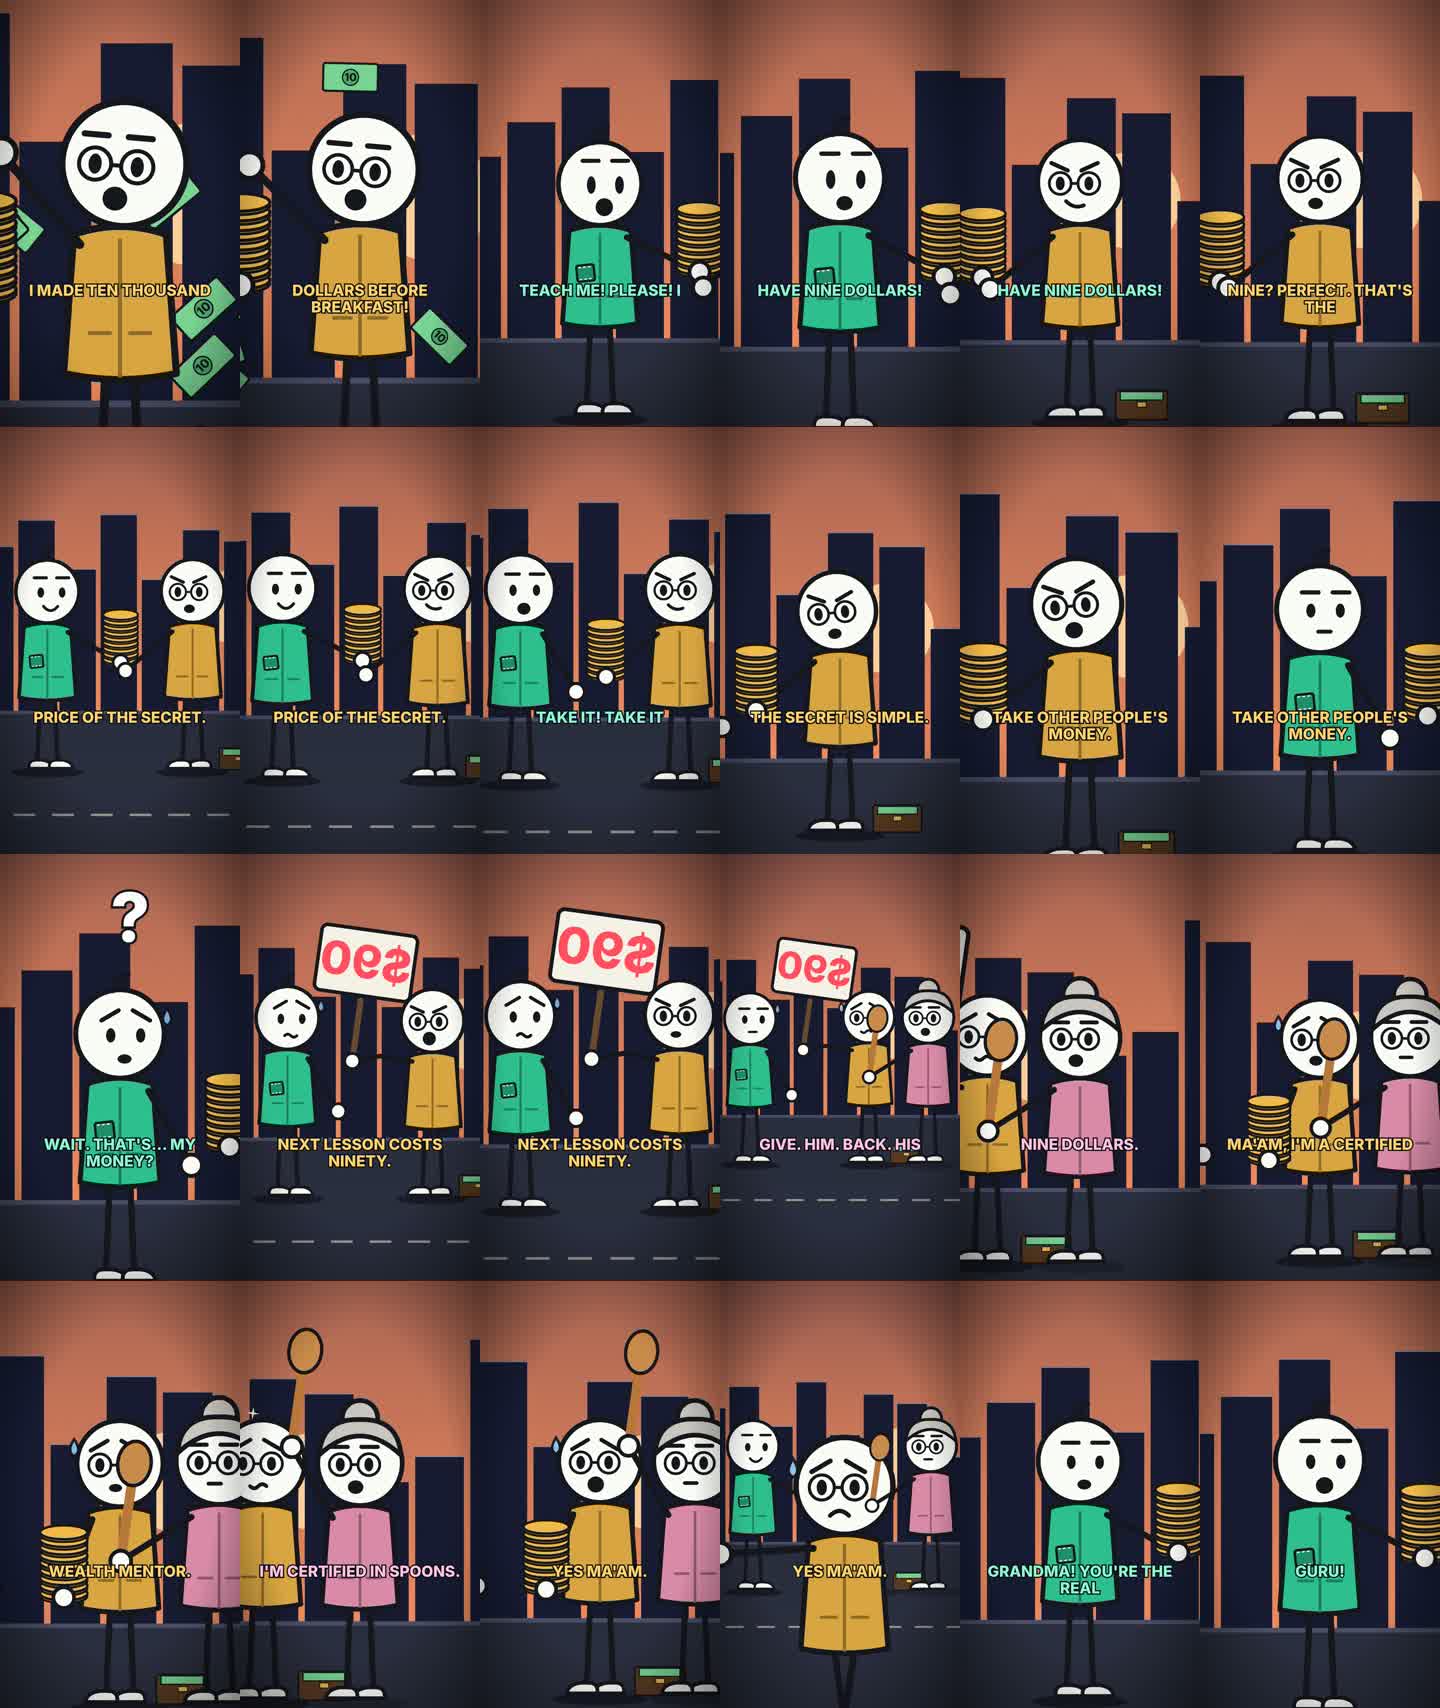 I MADE TEN THOUSAND
10
10
10
DOLLARS BEFORE
BREAKFAST!
10
TEACH ME! PLEASE! I
HAVE NINE DOLLARS!
HAVE NINE DOLLARS!
NINE? PERFECT. THAT'S
THE
PRICE OF THE SECRET.
PRICE OF THE SECRET.
TAKE IT! TAKE IT
THE SECRET IS SIMPLE.
TAKE OTHER PEOPLE'S
MONEY.
TAKE OTHER PEOPLE'S
MONEY.
?
WAIT. THAT'S... MY
MONEY?
$90
NEXT LESSON COSTS
NINETY.
$90
NEXT LESSON COSTS
NINETY.
$90
GIVE. HIM. BACK. HIS
NINE DOLLARS.
MA'AM, I'M A CERTIFIED
WEALTH MENTOR.
I'M CERTIFIED IN SPOONS.
YES MA'AM.
YES MA'AM.
GRANDMA! YOU'RE THE
REAL
GURU!